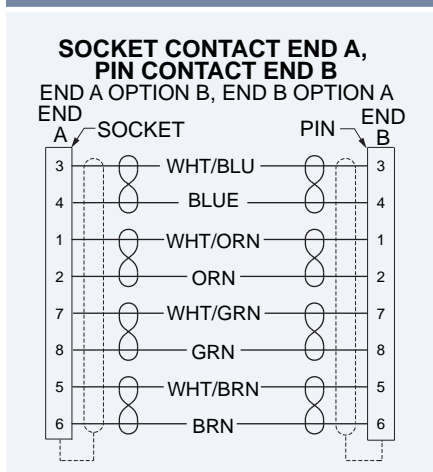 SOCKET CONTACT END A,
PIN CONTACT END B
END A OPTION B, END B OPTION A
END A SOCKET PIN END B
3 WHT/BLU 3
4 BLUE 4
1 WHT/ORN 1
2 ORN 2
7 WHT/GRN 7
8 GRN 8
5 WHT/BRN 5
6 BRN 6